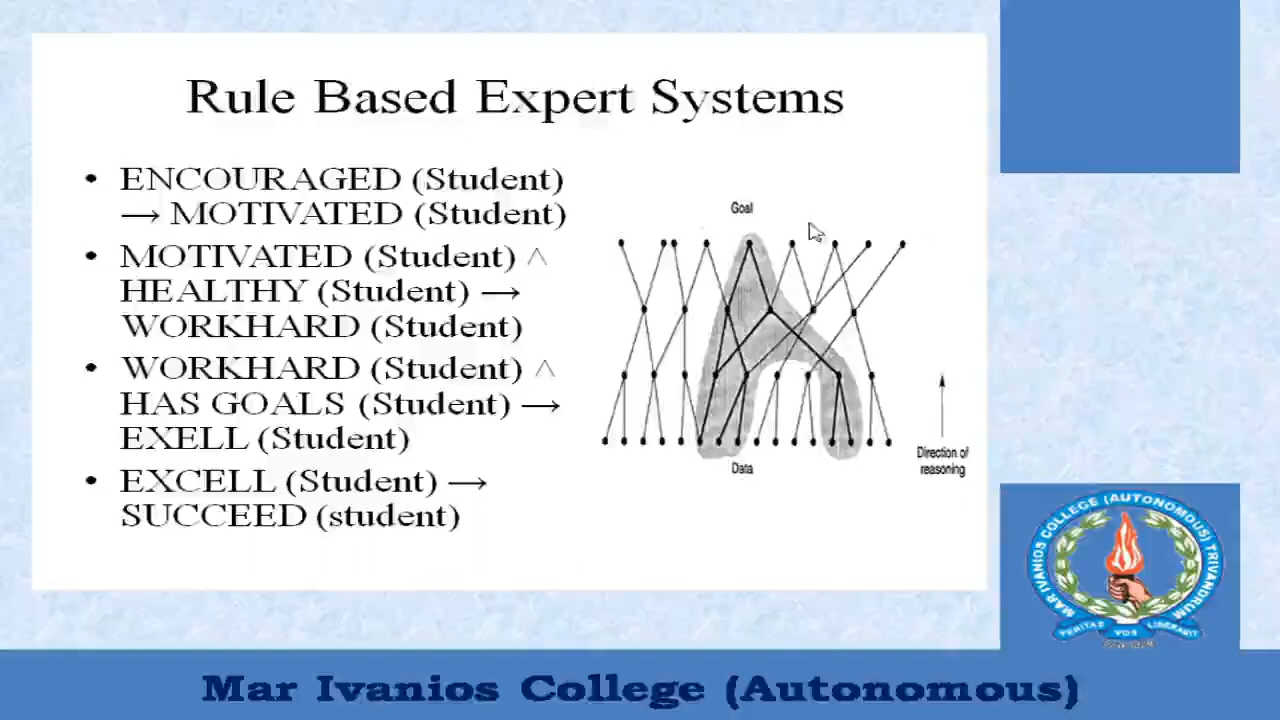 Rule Based Expert Systems
• ENCOURAGED (Student)
→ MOTIVATED (Student)
• MOTIVATED (Student) ^
HEALTHY (Student) →
WORKHARD (Student)
• WORKHARD (Student) ^
HAS GOALS (Student) →
EXELL (Student)
• EXCELL (Student) →
SUCCEED (student)
Goal
Data
Direction of
reasoning
MAR IVANIOS COLLEGE (AUTONOMOUS) TRIVANDRUM
VERITAS VOS LIBERABIT
Mar Ivanios College (Autonomous)